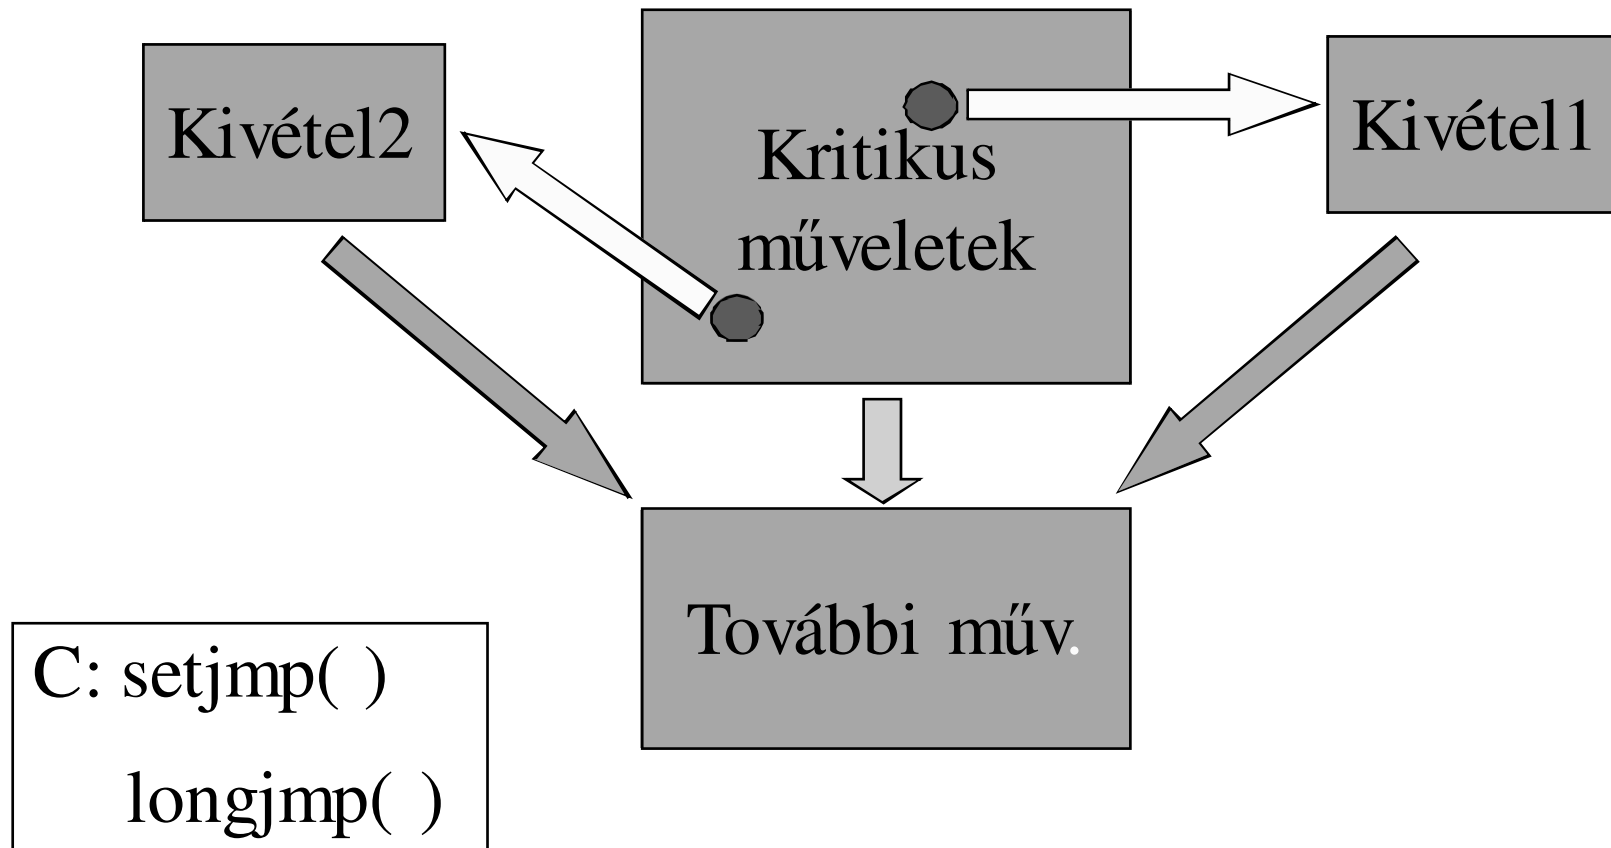 Kivétel2
Kritikus
műveletek
Kivétel1
További műv.
C: setjmp( )
longjmp( )